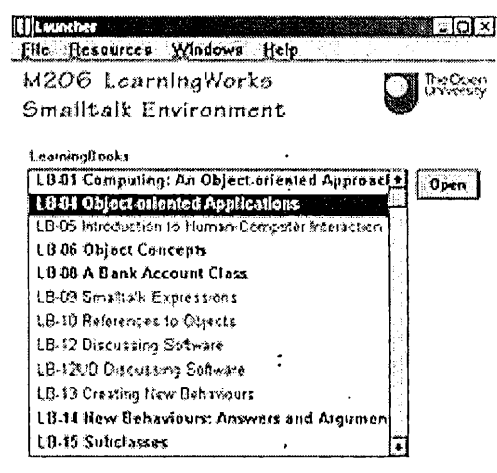 Launcher
File Resources Windows Help
M206 LearningWorks
Smalltalk Environment
The Open
University
LearningBooks
LB-01 Computing: An Object-oriented Approac
Open
LB-04 Object-oriented Applications
LB-05 Introduction to Human-Computer Interaction
LB-06 Object Concepts
LB-08 A Bank Account Class
LB-09 Smalltalk Expressions
LB-10 References to Objects
LB-12 Discussing Software
LB-12VD Discussing Software
LB-13 Creating New Behaviours
LB-14 New Behaviours: Answers and Argumen
LB-15 Subclasses